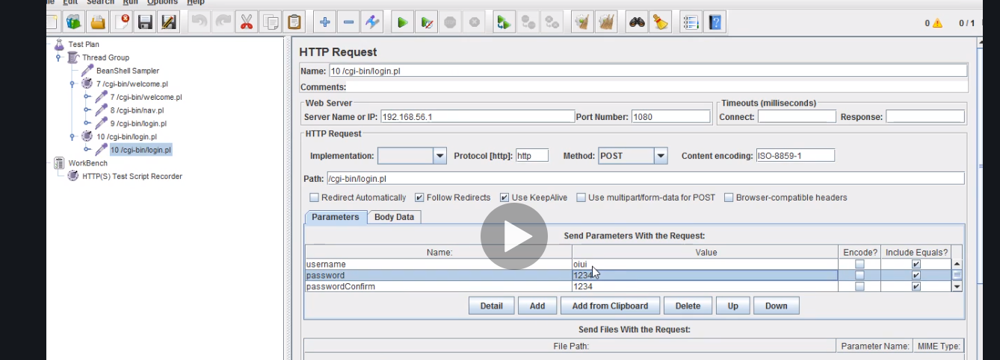 Edit Search Run Options Help
0 0 / 1
Test Plan
Thread Group
BeanShell Sampler
7 /cgi-bin/welcome.pl
7 /cgi-bin/welcome.pl
8 /cgi-bin/nav.pl
9 /cgi-bin/login.pl
10 /cgi-bin/login.pl
10 /cgi-bin/login.pl
WorkBench
HTTP(S) Test Script Recorder
HTTP Request
Name: 10 /cgi-bin/login.pl
Comments:
Web Server Timeouts (milliseconds)
Server Name or IP: 192.168.56.1 Port Number: 1080 Connect: Response:
HTTP Request
Implementation: Protocol [http]: http Method: POST Content encoding: ISO-8859-1
Path: /cgi-bin/login.pl
Redirect Automatically Follow Redirects Use KeepAlive Use multipart/form-data for POST Browser-compatible headers
Parameters Body Data
Send Parameters With the Request:
Name: Value Encode? Include Equals?
username oiui
password 1234
passwordConfirm 1234
Detail Add Add from Clipboard Delete Up Down
Send Files With the Request:
File Path: Parameter Name: MIME Type: